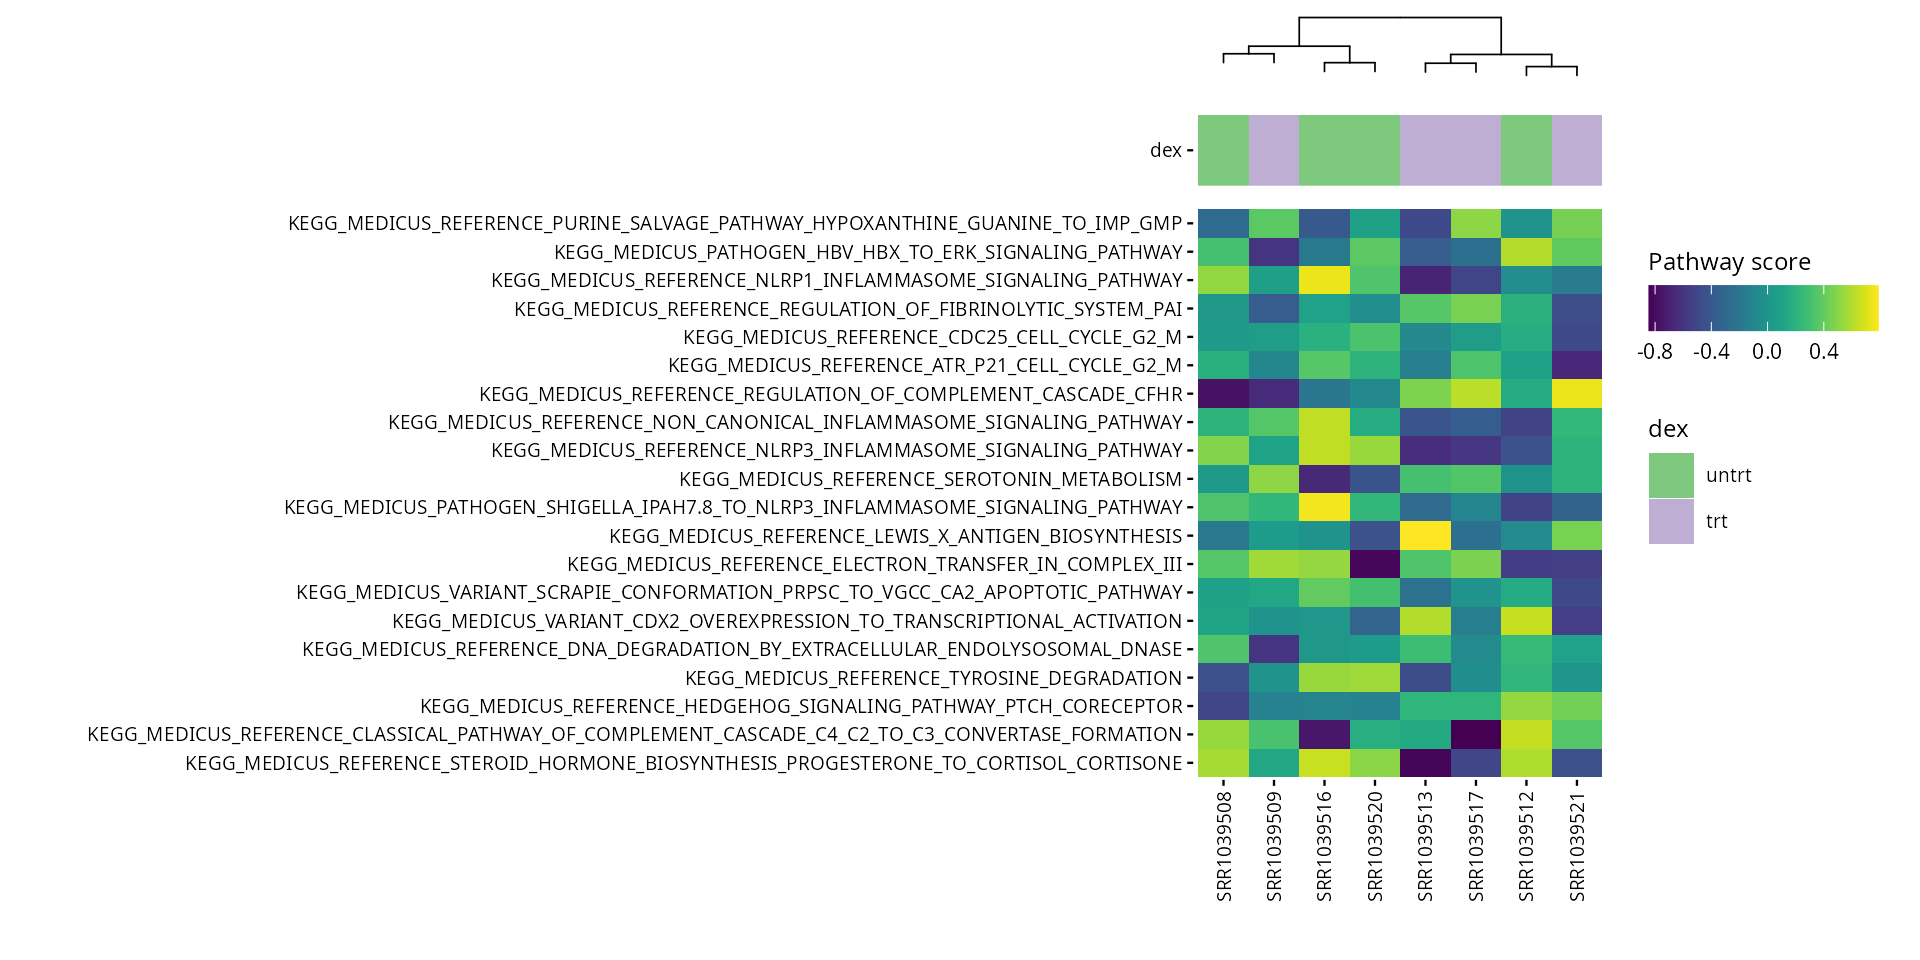 dex
KEGG_MEDICUS_REFERENCE_PURINE_SALVAGE_PATHWAY_HYPOXANTHINE_GUANINE_TO_IMP_GMP
KEGG_MEDICUS_PATHOGEN_HBV_HBX_TO_ERK_SIGNALING_PATHWAY
KEGG_MEDICUS_REFERENCE_NLRP1_INFLAMMASOME_SIGNALING_PATHWAY
KEGG_MEDICUS_REFERENCE_REGULATION_OF_FIBRINOLYTIC_SYSTEM_PAI
KEGG_MEDICUS_REFERENCE_CDC25_CELL_CYCLE_G2_M
KEGG_MEDICUS_REFERENCE_ATR_P21_CELL_CYCLE_G2_M
KEGG_MEDICUS_REFERENCE_REGULATION_OF_COMPLEMENT_CASCADE_CFHR
KEGG_MEDICUS_REFERENCE_NON_CANONICAL_INFLAMMASOME_SIGNALING_PATHWAY
KEGG_MEDICUS_REFERENCE_NLRP3_INFLAMMASOME_SIGNALING_PATHWAY
KEGG_MEDICUS_REFERENCE_SEROTONIN_METABOLISM
KEGG_MEDICUS_PATHOGEN_SHIGELLA_IPAH7.8_TO_NLRP3_INFLAMMASOME_SIGNALING_PATHWAY
KEGG_MEDICUS_REFERENCE_LEWIS_X_ANTIGEN_BIOSYNTHESIS
KEGG_MEDICUS_REFERENCE_ELECTRON_TRANSFER_IN_COMPLEX_III
KEGG_MEDICUS_VARIANT_SCRAPIE_CONFORMATION_PRPSC_TO_VGCC_CA2_APOPTOTIC_PATHWAY
KEGG_MEDICUS_VARIANT_CDX2_OVEREXPRESSION_TO_TRANSCRIPTIONAL_ACTIVATION
KEGG_MEDICUS_REFERENCE_DNA_DEGRADATION_BY_EXTRACELLULAR_ENDOLYSOSOMAL_DNASE
KEGG_MEDICUS_REFERENCE_TYROSINE_DEGRADATION
KEGG_MEDICUS_REFERENCE_HEDGEHOG_SIGNALING_PATHWAY_PTCH_CORECEPTOR
KEGG_MEDICUS_REFERENCE_CLASSICAL_PATHWAY_OF_COMPLEMENT_CASCADE_C4_C2_TO_C3_CONVERTASE_FORMATION
KEGG_MEDICUS_REFERENCE_STEROID_HORMONE_BIOSYNTHESIS_PROGESTERONE_TO_CORTISOL_CORTISONE
SRR1039508
SRR1039509
SRR1039516
SRR1039520
SRR1039513
SRR1039517
SRR1039512
SRR1039521
Pathway score
-0.8 -0.4 0.0 0.4
dex
untrt
trt